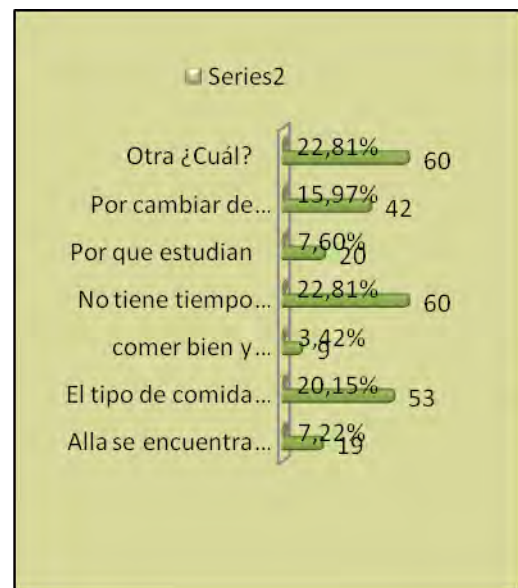 Series2
Otra ¿Cuál? 22,81% 60
Por cambiar de... 15,97% 42
Por que estudian 7,60% 20
No tiene tiempo... 22,81% 60
comer bien y... 3,42% 9
El tipo de comida... 20,15% 53
Alla se encuentra... 7,22% 19